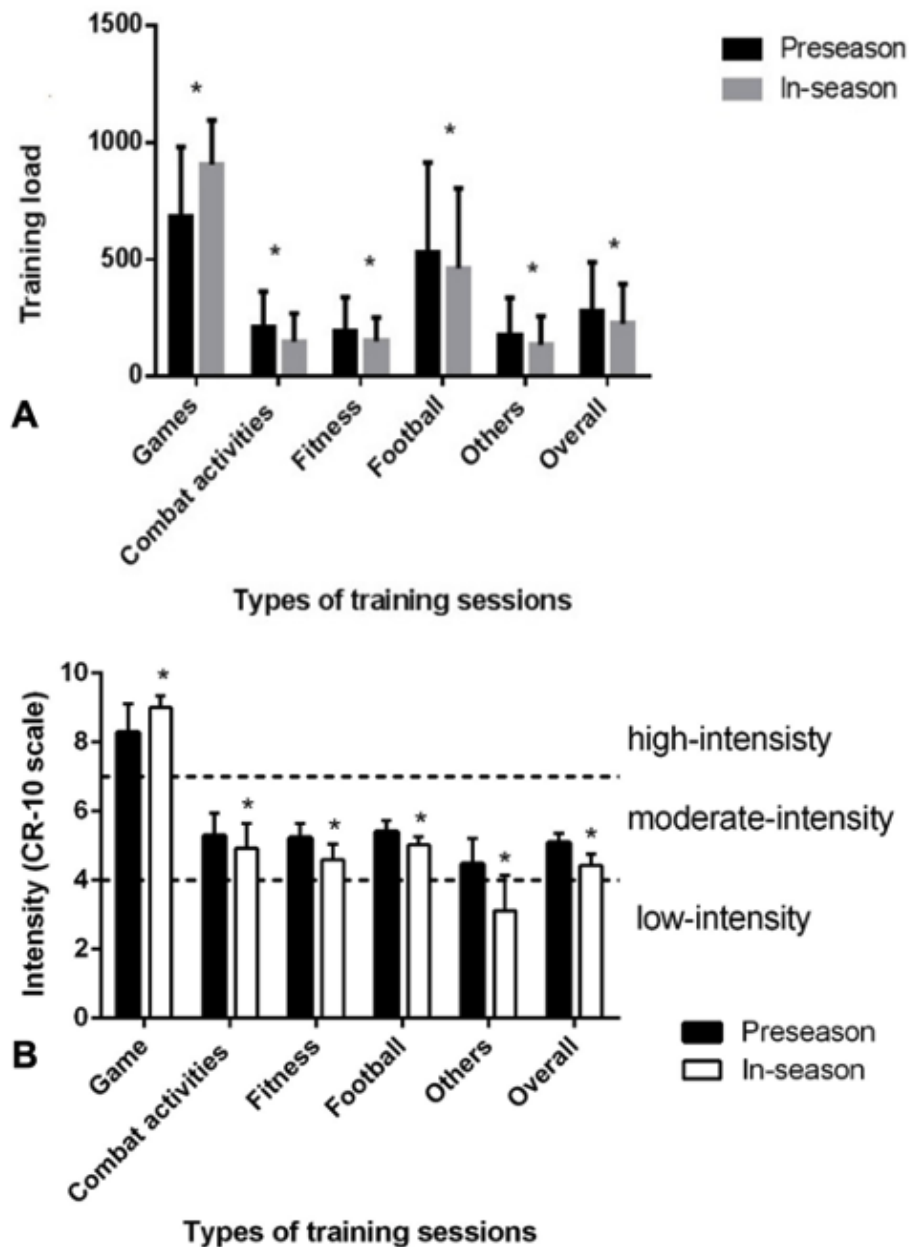 1500
1000
500
0
Training load
* * * * * *
Preseason
In-season
A
Games
Combat activities
Fitness
Football
Others
Overall
Types of training sessions
10
8
6
4
2
0
Intensity (CR-10 scale)
* * * * * *
high-intensisty
moderate-intensity
low-intensity
B
Game
Combat activities
Fitness
Football
Others
Overall
Preseason
In-season
Types of training sessions